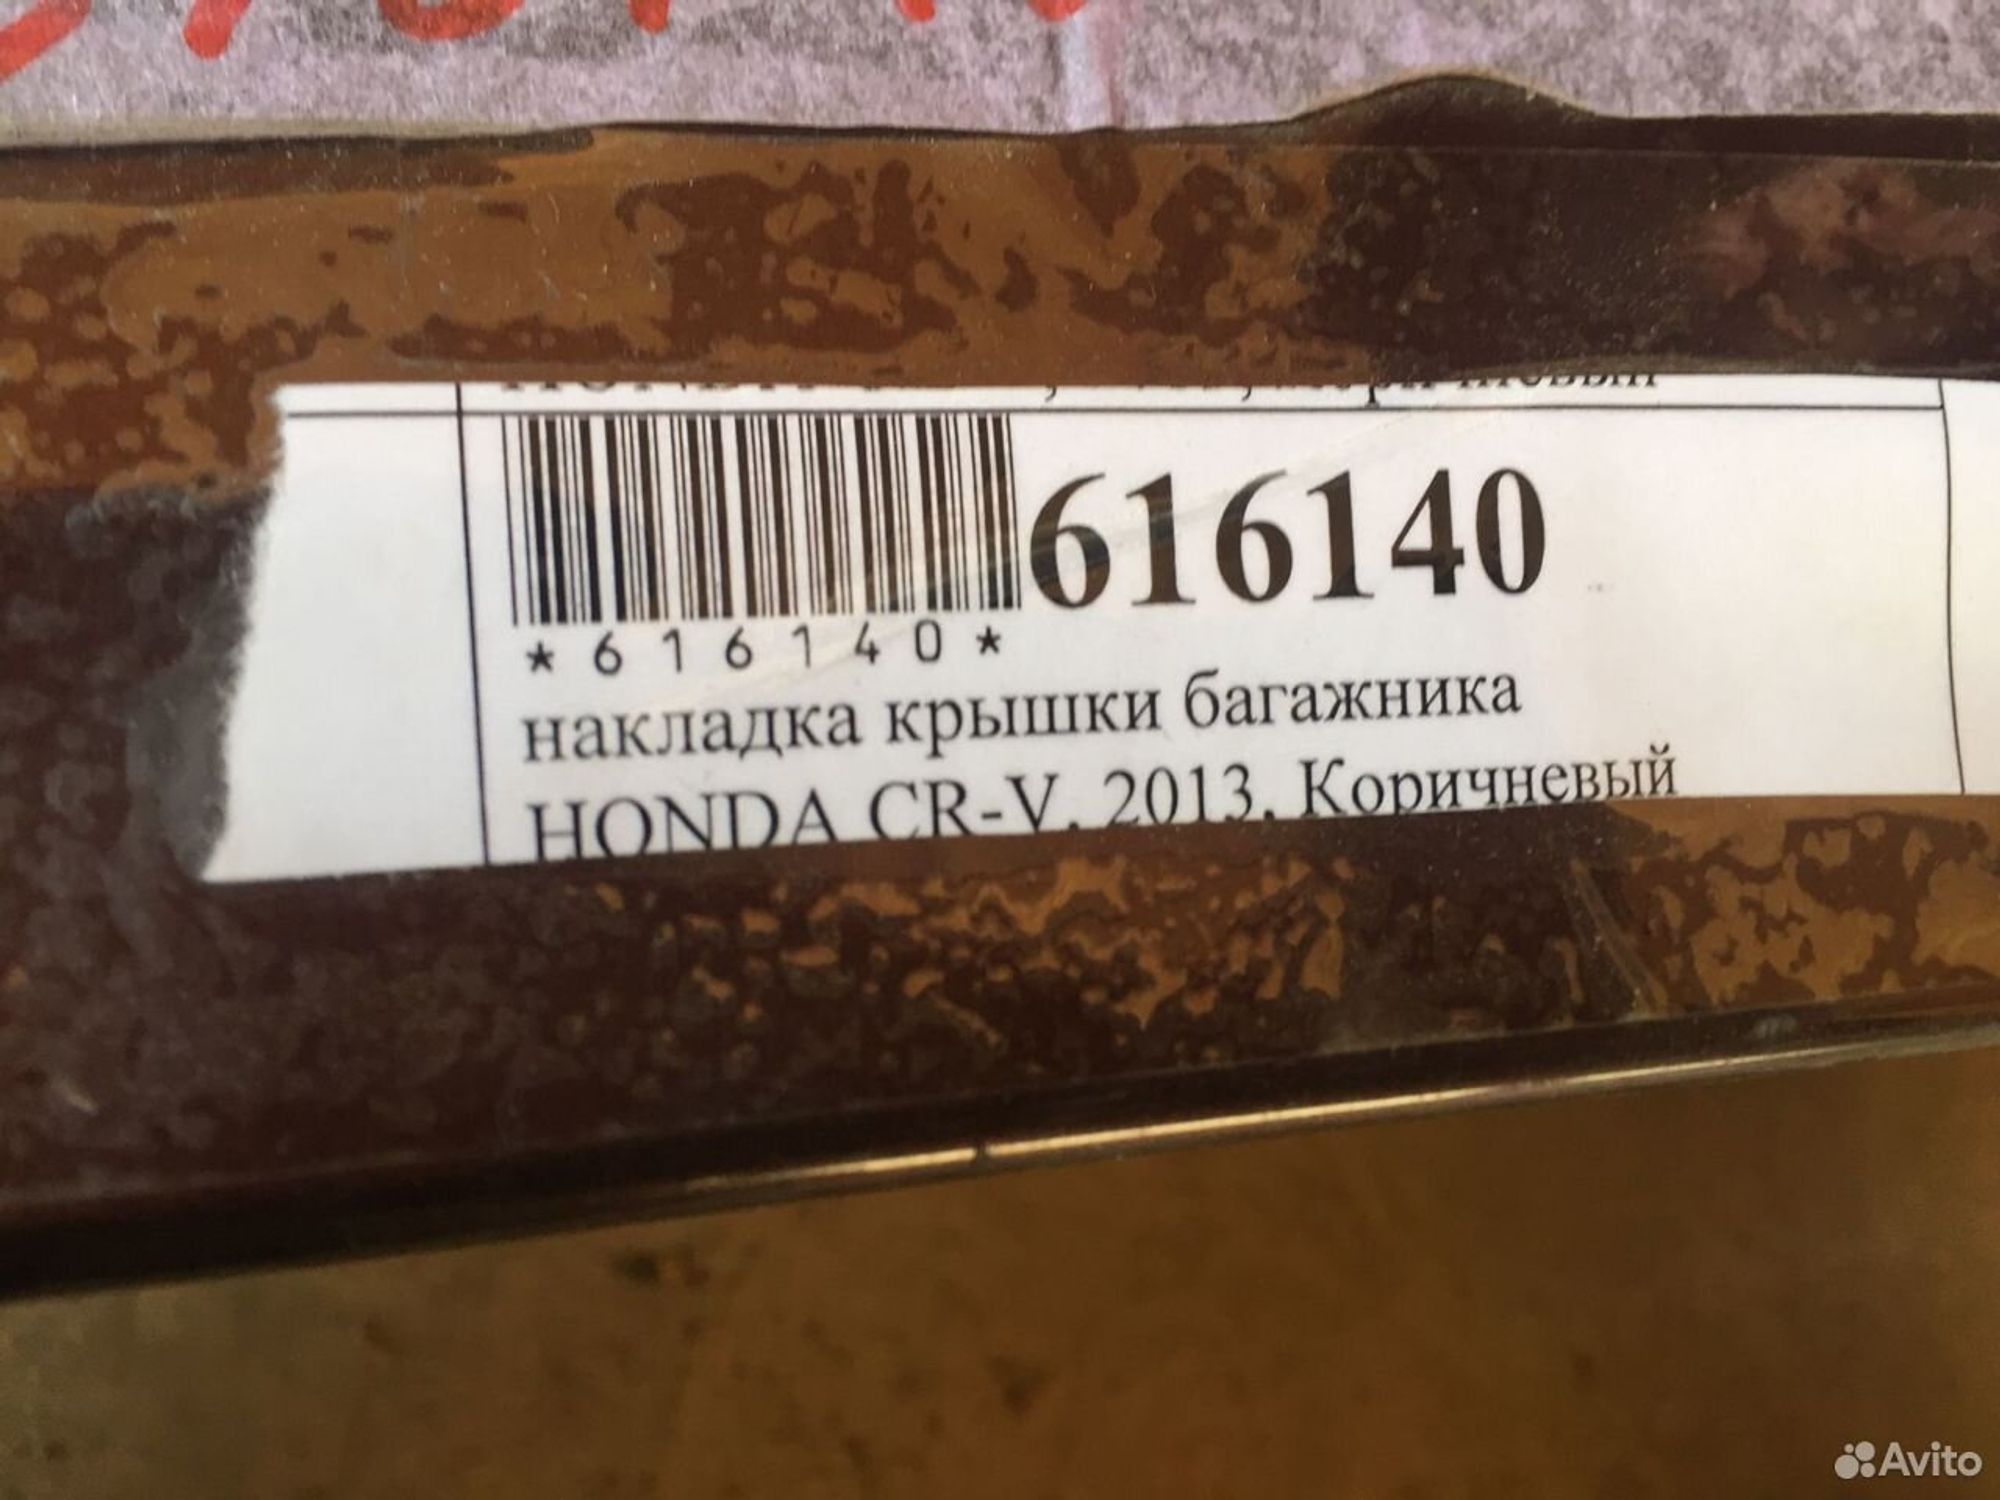 616140
*616140*
накладка крышки багажника
HONDA CR-V, 2013, Коричневый
Avito